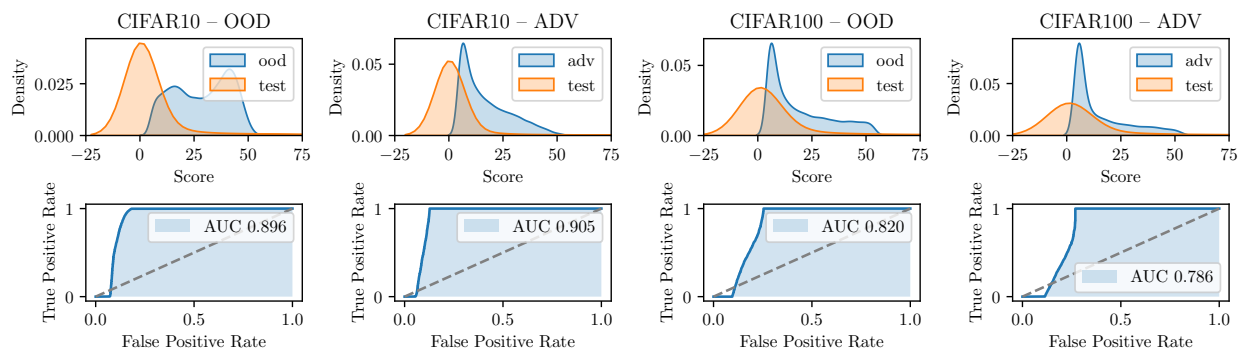 CIFAR10 – OOD
Density
0.025
0.000
ood
test
−25 0 25 50 75
Score
CIFAR10 – ADV
Density
0.05
0.00
adv
test
−25 0 25 50 75
Score
CIFAR100 – OOD
Density
0.05
0.00
ood
test
−25 0 25 50 75
Score
CIFAR100 – ADV
Density
0.05
0.00
adv
test
−25 0 25 50 75
Score
True Positive Rate
1
0
AUC 0.896
0.0 0.5 1.0
False Positive Rate
True Positive Rate
1
0
AUC 0.905
0.0 0.5 1.0
False Positive Rate
True Positive Rate
1
0
AUC 0.820
0.0 0.5 1.0
False Positive Rate
True Positive Rate
1
0
AUC 0.786
0.0 0.5 1.0
False Positive Rate